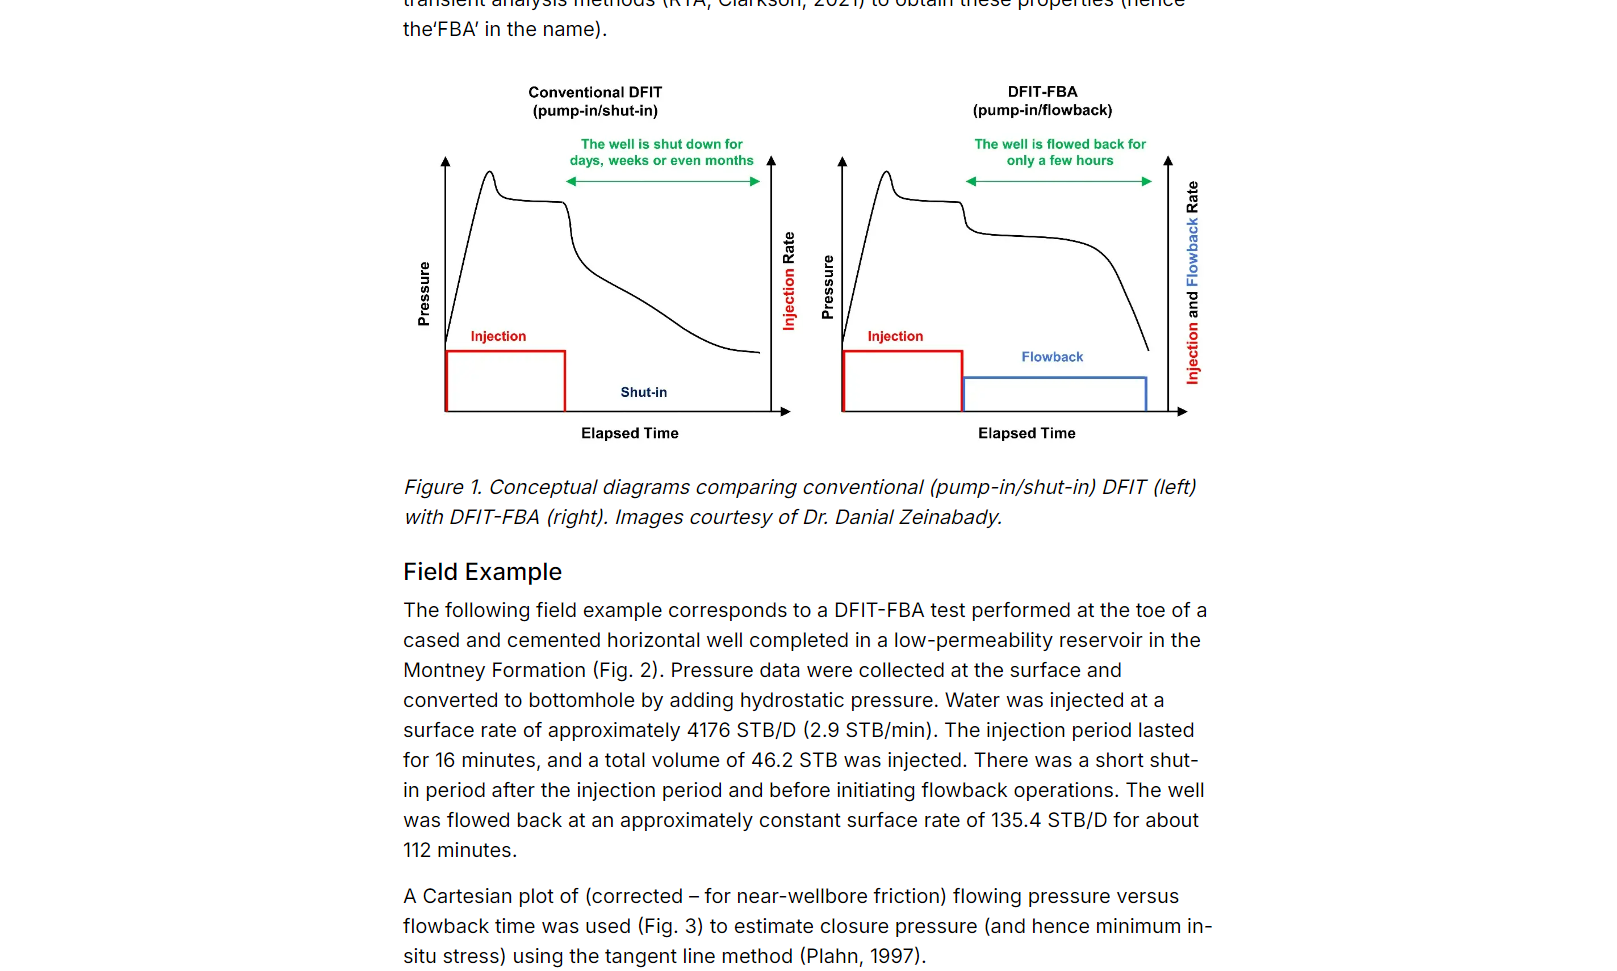 transient analysis methods (RTA, Clarkson, 2021) to obtain these properties (hence
the'FBA' in the name).
Conventional DFIT
(pump-in/shut-in)
The well is shut down for
days, weeks or even months
Pressure
Injection
Shut-in
Injection Rate
Elapsed Time
DFIT-FBA
(pump-in/flowback)
The well is flowed back for
only a few hours
Pressure
Injection
Flowback
Injection and Flowback Rate
Elapsed Time
Figure 1. Conceptual diagrams comparing conventional (pump-in/shut-in) DFIT (left)
with DFIT-FBA (right). Images courtesy of Dr. Danial Zeinabady.
Field Example
The following field example corresponds to a DFIT-FBA test performed at the toe of a
cased and cemented horizontal well completed in a low-permeability reservoir in the
Montney Formation (Fig. 2). Pressure data were collected at the surface and
converted to bottomhole by adding hydrostatic pressure. Water was injected at a
surface rate of approximately 4176 STB/D (2.9 STB/min). The injection period lasted
for 16 minutes, and a total volume of 46.2 STB was injected. There was a short shut-
in period after the injection period and before initiating flowback operations. The well
was flowed back at an approximately constant surface rate of 135.4 STB/D for about
112 minutes.
A Cartesian plot of (corrected – for near-wellbore friction) flowing pressure versus
flowback time was used (Fig. 3) to estimate closure pressure (and hence minimum in-
situ stress) using the tangent line method (Plahn, 1997).